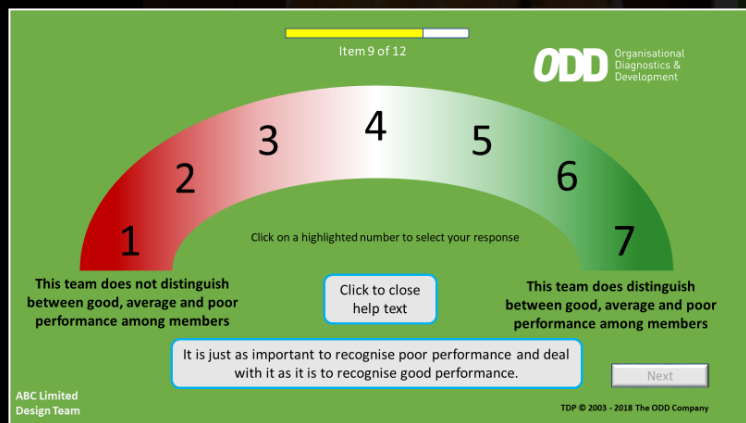 Item 9 of 12
ODD
Organisational
Diagnostics &
Development
1
2
3
4
5
6
7
Click on a highlighted number to select your response
This team does not distinguish
between good, average and poor
performance among members
Click to close
help text
This team does distinguish
between good, average and poor
performance among members
It is just as important to recognise poor performance and deal
with it as it is to recognise good performance.
Next
ABC Limited
Design Team
TDP © 2003 - 2018 The ODD Company